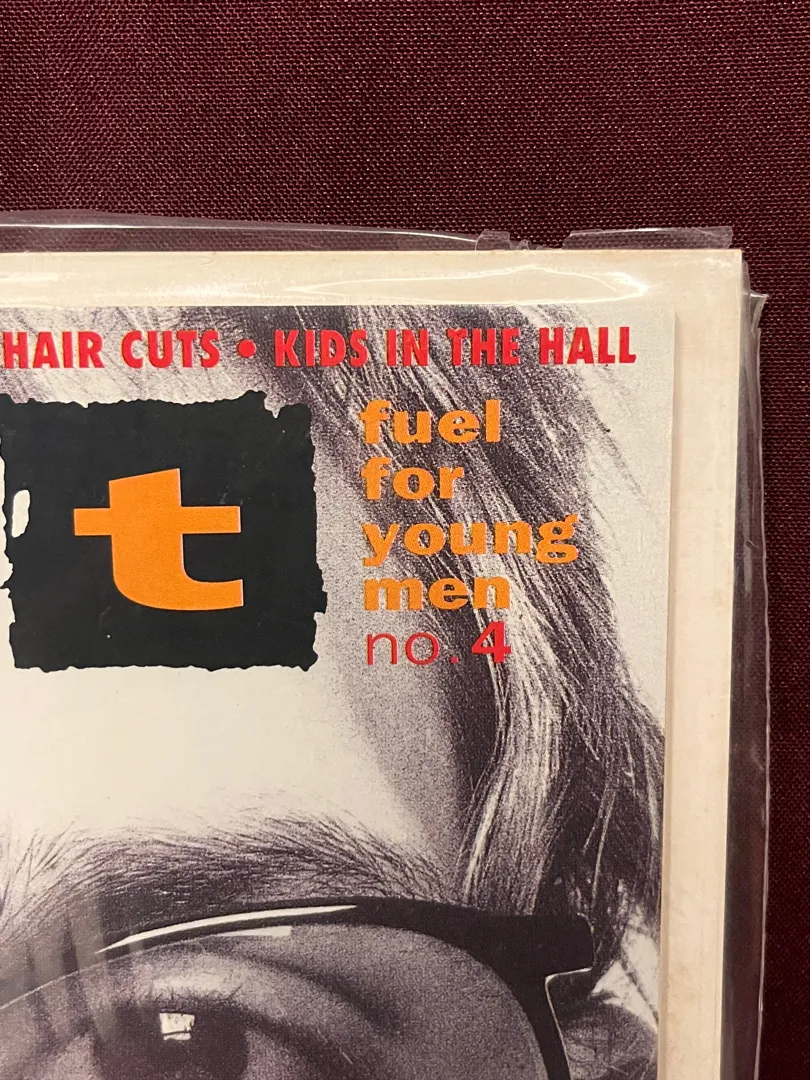 HAIR CUTS • KIDS IN THE HALL
t
fuel
for
young
men
no. 4